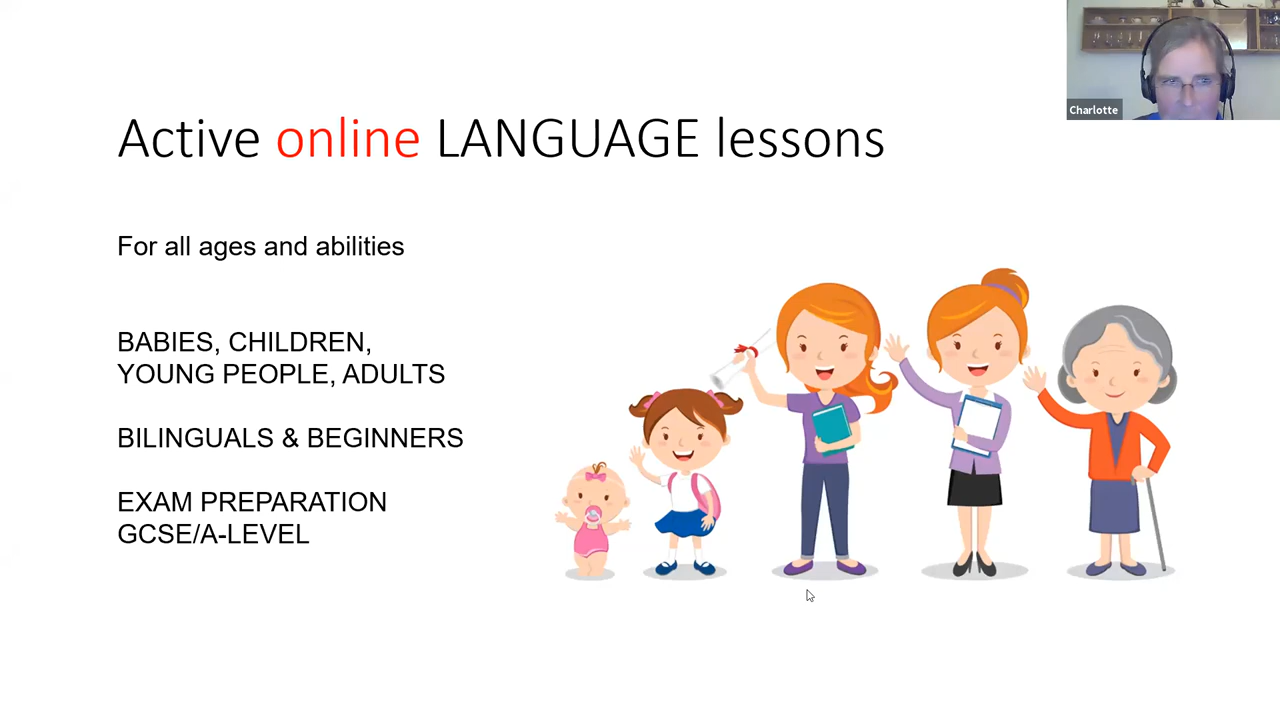 Active online LANGUAGE lessons
For all ages and abilities
BABIES, CHILDREN,
YOUNG PEOPLE, ADULTS
BILINGUALS & BEGINNERS
EXAM PREPARATION
GCSE/A-LEVEL
Charlotte